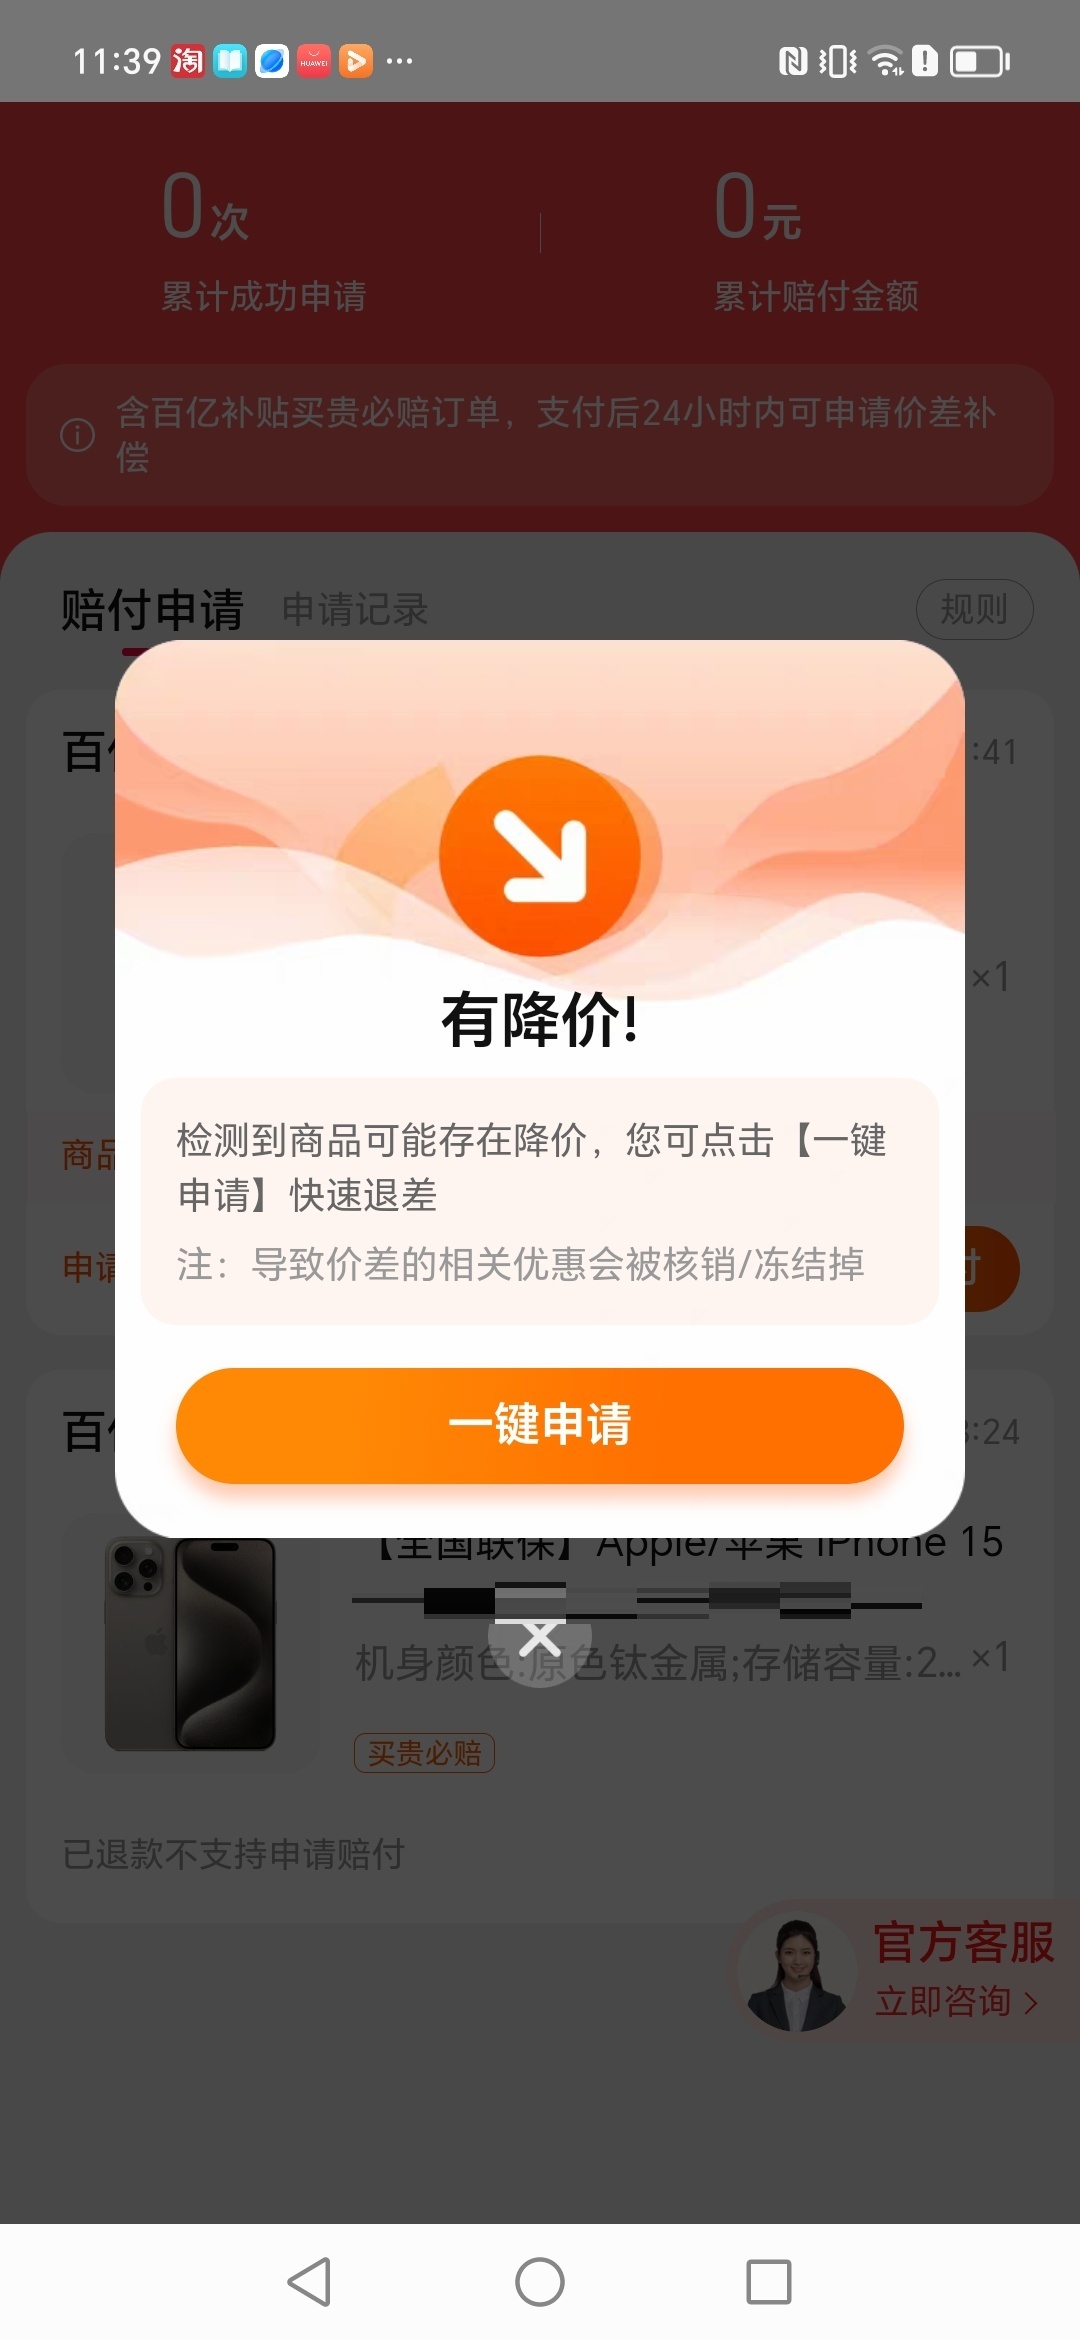 11:39
淘
HUAWEI
0次
0元
累计成功申请
累计赔付金额
含百亿补贴买贵必赔订单，支付后24小时内可申请价差补
偿
赔付申请
申请记录
规则
百
:41
×1
有降价!
检测到商品可能存在降价，您可点击【一键
申请】快速退差
注：导致价差的相关优惠会被核销/冻结掉
商品
申请
付
一键申请
百
:24
【全国联保】Apple/苹果 iPhone 15
机身颜色:原色钛金属;存储容量:2... ×1
买贵必赔
已退款不支持申请赔付
官方客服
立即咨询 >